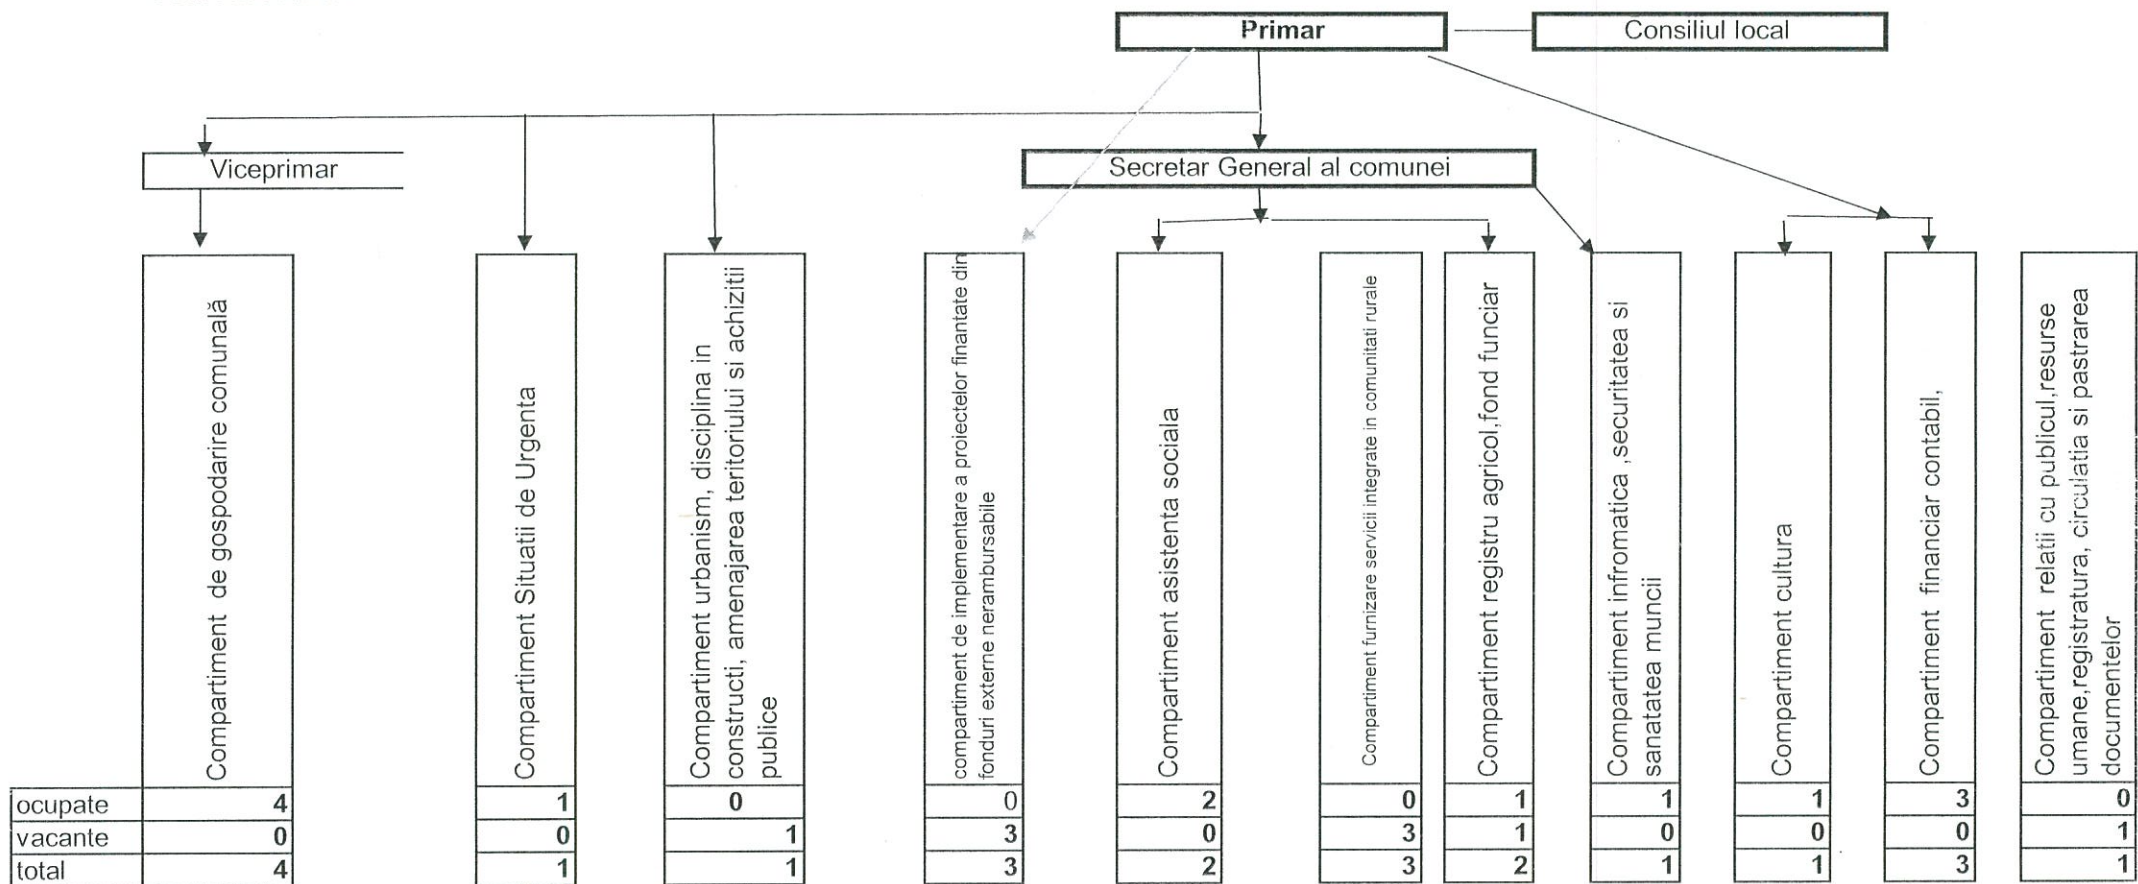 Primar
Consiliul local
Viceprimar
Secretar General al comunei
Compartiment de gospodarire comunală
Compartiment Situatii de Urgenta
Compartiment urbanism, disciplina in
constructi, amenajarea teritoriului si achizitii
publice
compartiment de implementare a proiectelor finantate din
fonduri externe nerambursabile
Compartiment asistenta sociala
Compartiment furnizare servicii integrate in comunitati rurale
Compartiment registru agricol,fond funciar
Compartiment infromatica ,securitatea si
sanatatea muncii
Compartiment cultura
Compartiment financiar contabil,
Compartiment relatii cu publicul,resurse
umane,registratura, circulatia si pastrarea
documentelor
ocupate 4 1 0 0 2 0 1 1 1 3 0
vacante 0 0 1 3 0 3 1 0 0 0 1
total 4 1 1 3 2 3 2 1 1 3 1